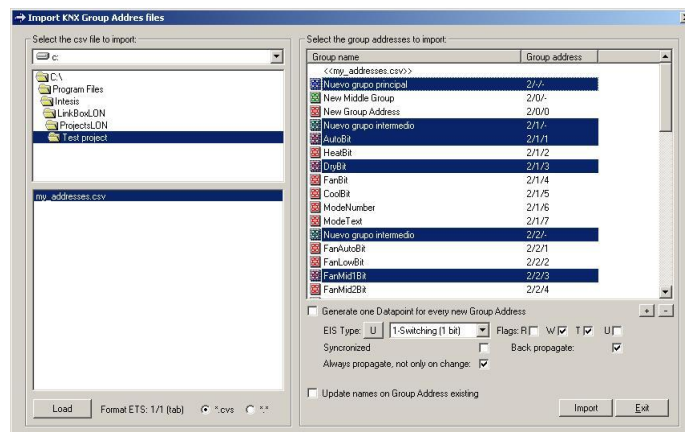 Import KNX Group Addres files
Select the csv file to import:
c:
C:\
Program Files
Intesis
LinkBoxLON
ProjectsLON
Test project
my_addresses.csv
Load Format ETS: 1/1 (tab) *.cvs *.*
Select the group addresses to import:
Group name Group address
<<my_addresses.csv>>
Nuevo grupo principal 2/-/-
New Middle Group 2/0/-
New Group Address 2/0/0
Nuevo grupo intermedio 2/1/-
AutoBit 2/1/1
HeatBit 2/1/2
DryBit 2/1/3
FanBit 2/1/4
CoolBit 2/1/5
ModeNumber 2/1/6
ModeText 2/1/7
Nuevo grupo intermedio 2/2/-
FanAutoBit 2/2/1
FanLowBit 2/2/2
FanMid1Bit 2/2/3
FanMid2Bit 2/2/4
Generate one Datapoint for every new Group Address + -
EIS Type: U 1-Switching (1 bit) Flags: R W T U
Syncronized Back propagate:
Always propagate, not only on change:
Update names on Group Address existing
Import Exit